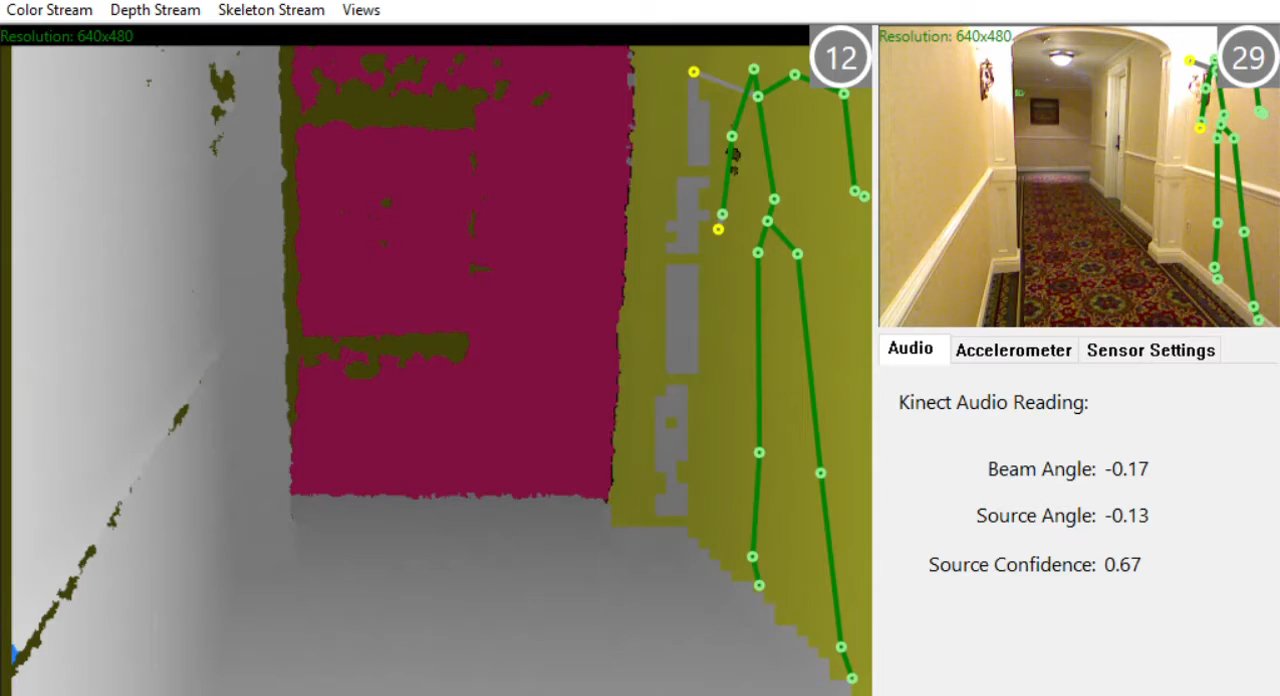 Color Stream Depth Stream Skeleton Stream Views
Resolution: 640x480
12
Resolution: 640x480
29
Audio Accelerometer Sensor Settings
Kinect Audio Reading:
Beam Angle: -0.17
Source Angle: -0.13
Source Confidence: 0.67